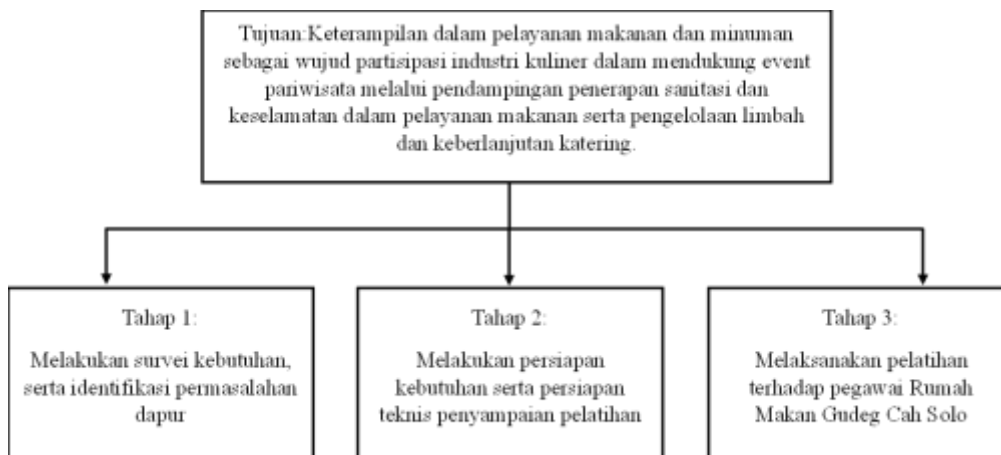 Tujuan:Keterampilan dalam pelayanan makanan dan minuman
sebagai wujud partisipasi industri kuliner dalam mendukung event
pariwisata melalui pendampingan penerapan sanitasi dan
keselamatan dalam pelayanan makanan serta pengelolaan limbah
dan keberlanjutan katering.
Tahap 1:
Melakukan survei kebutuhan,
serta identifikasi permasalahan
dapur
Tahap 2:
Melakukan persiapan
kebutuhan serta persiapan
teknis penyampaian pelatihan
Tahap 3:
Melaksanakan pelatihan
terhadap pegawai Rumah
Makan Gudeg Cah Solo